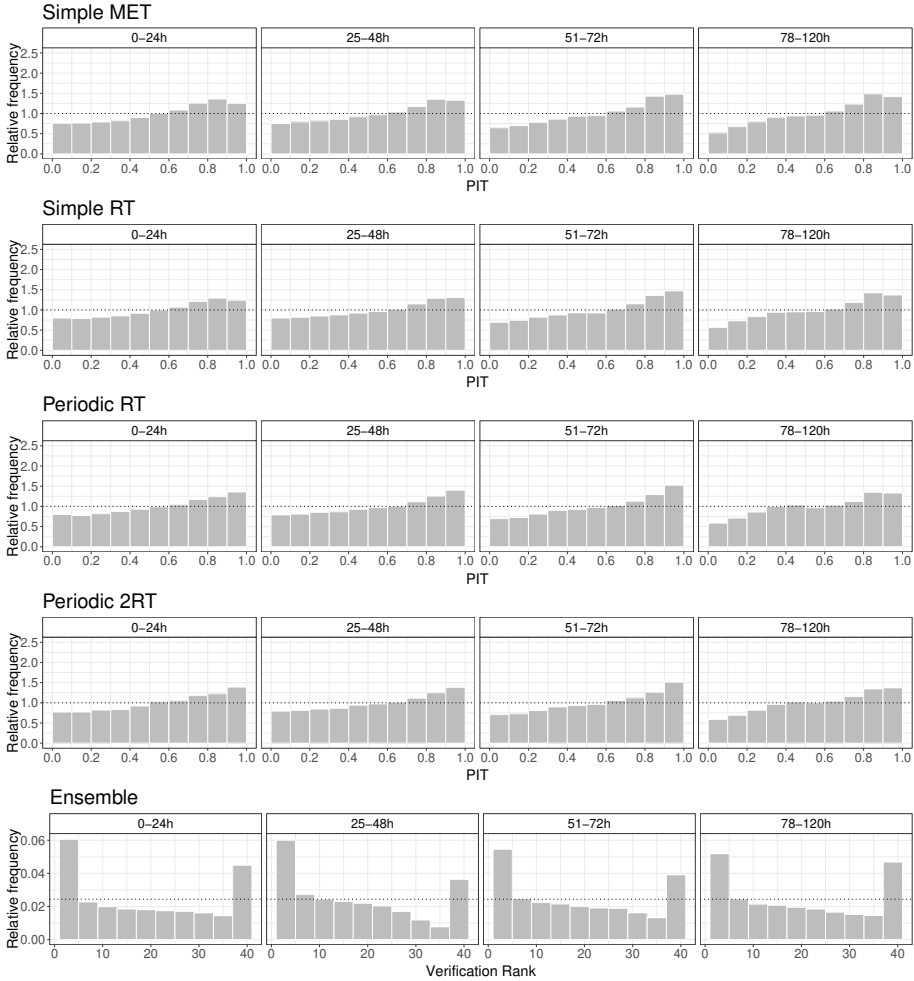 Simple MET
0−24h 25−48h 51−72h 78−120h
Relative frequency
2.5
2.0
1.5
1.0
0.5
0.0
0.0 0.2 0.4 0.6 0.8 1.0 0.0 0.2 0.4 0.6 0.8 1.0 0.0 0.2 0.4 0.6 0.8 1.0 0.0 0.2 0.4 0.6 0.8 1.0
PIT
Simple RT
0−24h 25−48h 51−72h 78−120h
Relative frequency
2.5
2.0
1.5
1.0
0.5
0.0
0.0 0.2 0.4 0.6 0.8 1.0 0.0 0.2 0.4 0.6 0.8 1.0 0.0 0.2 0.4 0.6 0.8 1.0 0.0 0.2 0.4 0.6 0.8 1.0
PIT
Periodic RT
0−24h 25−48h 51−72h 78−120h
Relative frequency
2.5
2.0
1.5
1.0
0.5
0.0
0.0 0.2 0.4 0.6 0.8 1.0 0.0 0.2 0.4 0.6 0.8 1.0 0.0 0.2 0.4 0.6 0.8 1.0 0.0 0.2 0.4 0.6 0.8 1.0
PIT
Periodic 2RT
0−24h 25−48h 51−72h 78−120h
Relative frequency
2.5
2.0
1.5
1.0
0.5
0.0
0.0 0.2 0.4 0.6 0.8 1.0 0.0 0.2 0.4 0.6 0.8 1.0 0.0 0.2 0.4 0.6 0.8 1.0 0.0 0.2 0.4 0.6 0.8 1.0
PIT
Ensemble
0−24h 25−48h 51−72h 78−120h
Relative frequency
0.06
0.04
0.02
0.00
0 10 20 30 40 0 10 20 30 40 0 10 20 30 40 0 10 20 30 40
Verification Rank